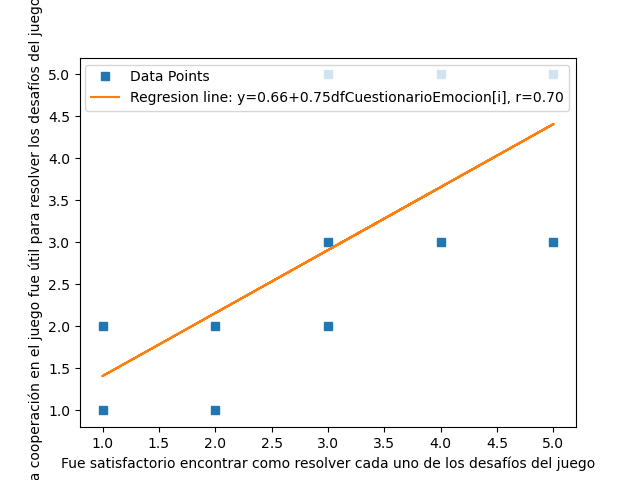 a cooperación en el juego fue útil para resolver los desafíos del juego
Data Points
Regresion line: y=0.66+0.75dfCuestionarioEmocion[i], r=0.70
5.0
4.5
4.0
3.5
3.0
2.5
2.0
1.5
1.0
1.0 1.5 2.0 2.5 3.0 3.5 4.0 4.5 5.0
Fue satisfactorio encontrar como resolver cada uno de los desafíos del juego